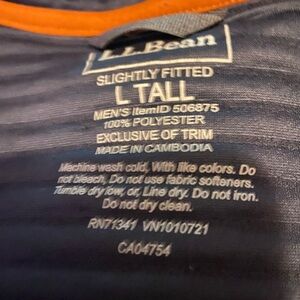 L.L.Bean
SLIGHTLY FITTED
L TALL
MEN'S ItemID 506875
100% POLYESTER
EXCLUSIVE OF TRIM
MADE IN CAMBODIA
Machine wash cold, With like colors. Do
not bleach, Do not use fabric softeners.
Tumble dry low, or, Line dry. Do not iron.
Do not dry clean.
RN71341 VN1010721
CA04754